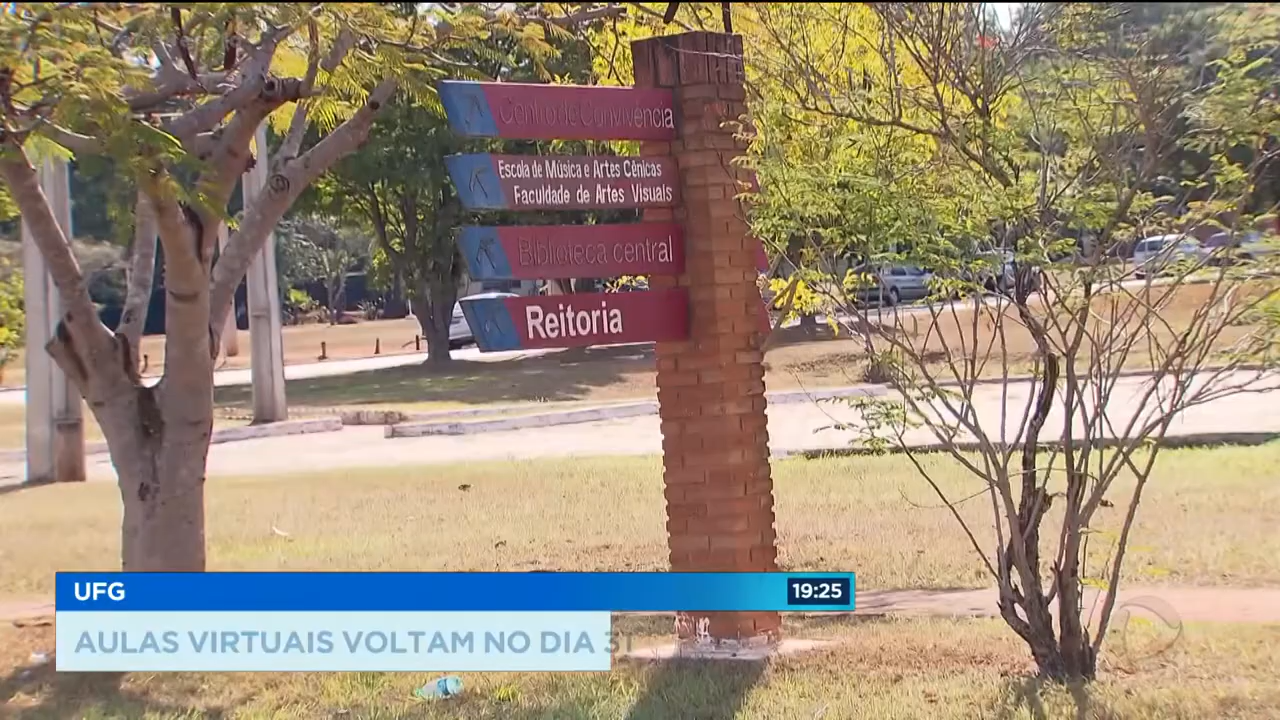 Centro de Convivência
Escola de Música e Artes Cênicas
Faculdade de Artes Visuais
Biblioteca central
Reitoria
UFG
19:25
AULAS VIRTUAIS VOLTAM NO DIA 31